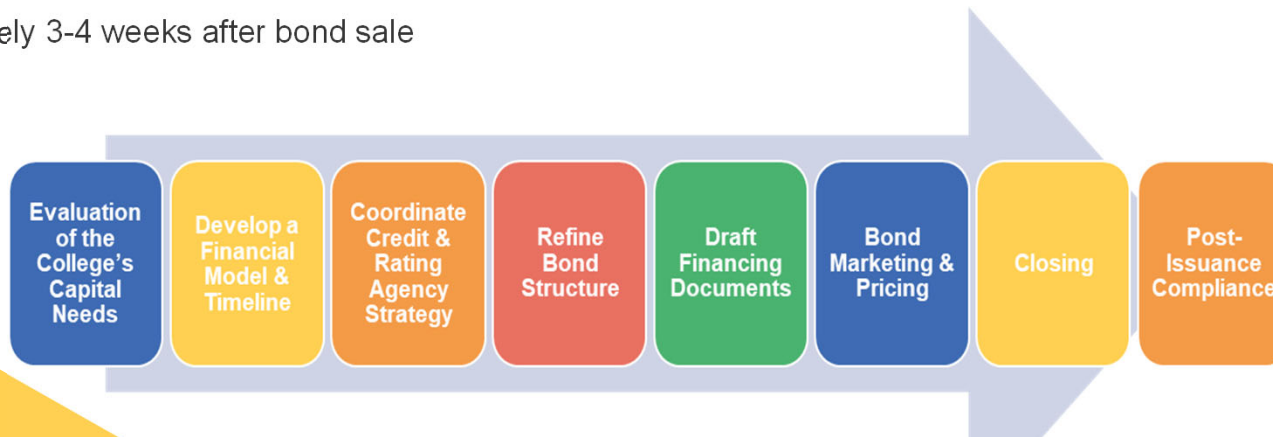 ely 3-4 weeks after bond sale
Evaluation
of the
College's
Capital
Needs
Develop a
Financial
Model &
Timeline
Coordinate
Credit &
Rating
Agency
Strategy
Refine
Bond
Structure
Draft
Financing
Documents
Bond
Marketing &
Pricing
Closing
Post-
Issuance
Compliance